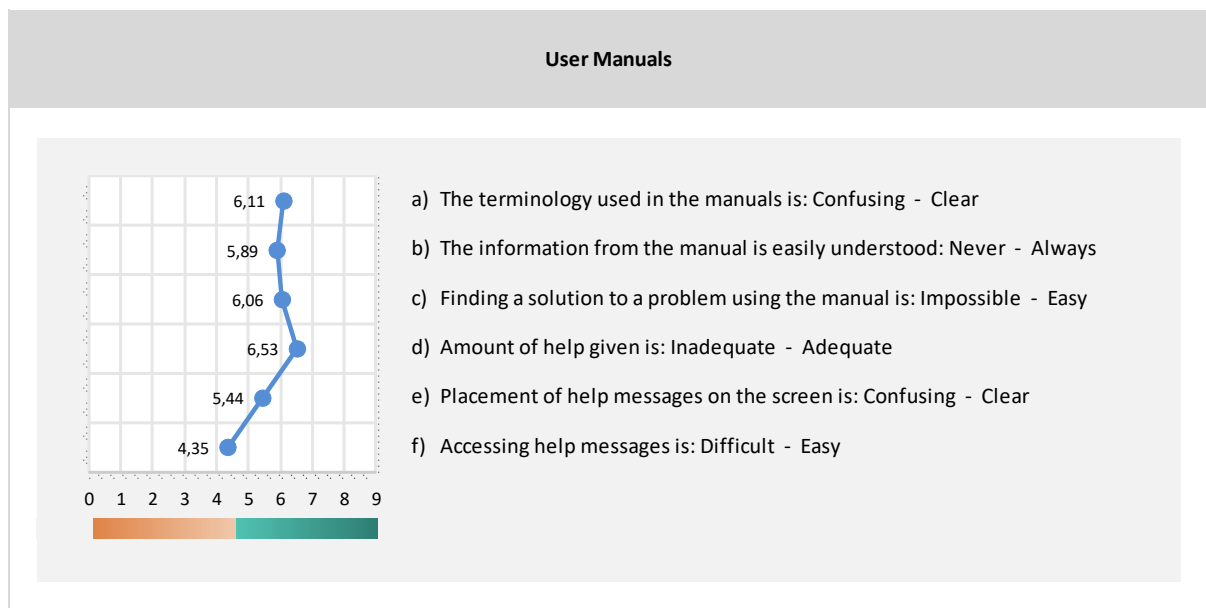 User Manuals
6,11 a) The terminology used in the manuals is: Confusing - Clear
5,89 b) The information from the manual is easily understood: Never - Always
6,06 c) Finding a solution to a problem using the manual is: Impossible - Easy
6,53 d) Amount of help given is: Inadequate - Adequate
5,44 e) Placement of help messages on the screen is: Confusing - Clear
4,35 f) Accessing help messages is: Difficult - Easy
0 1 2 3 4 5 6 7 8 9